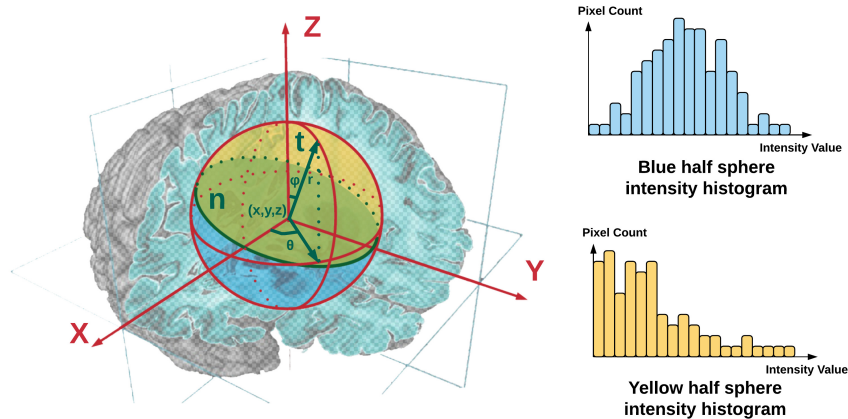 Z
t
φ
r
n
(x,y,z)
θ
Y
X
Pixel Count
Intensity Value
Blue half sphere
intensity histogram
Pixel Count
Intensity Value
Yellow half sphere
intensity histogram